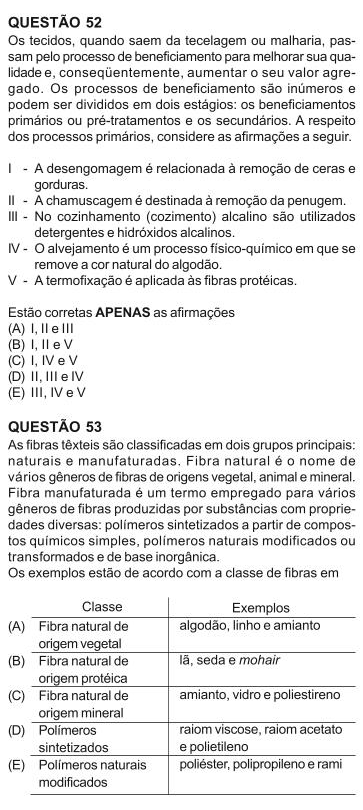 QUESTÃO 52
Os tecidos, quando saem da tecelagem ou malharia, pas-
sam pelo processo de beneficiamento para melhorar sua qua-
lidade e, conseqüentemente, aumentar o seu valor agre-
gado. Os processos de beneficiamento são inúmeros e
podem ser divididos em dois estágios: os beneficiamentos
primários ou pré-tratamentos e os secundários. A respeito
dos processos primários, considere as afirmações a seguir.
I - A desengomagem é relacionada à remoção de ceras e
gorduras.
II - A chamuscagem é destinada à remoção da penugem.
III - No cozinhamento (cozimento) alcalino são utilizados
detergentes e hidróxidos alcalinos.
IV - O alvejamento é um processo físico-químico em que se
remove a cor natural do algodão.
V - A termofixação é aplicada às fibras protéicas.
Estão corretas APENAS as afirmações
(A) I, II e III
(B) I, II e V
(C) I, IV e V
(D) II, III e IV
(E) III, IV e V
QUESTÃO 53
As fibras têxteis são classificadas em dois grupos principais:
naturais e manufaturadas. Fibra natural é o nome de
vários gêneros de fibras de origens vegetal, animal e mineral.
Fibra manufaturada é um termo empregado para vários
gêneros de fibras produzidas por substâncias com proprie-
dades diversas: polímeros sintetizados a partir de compos-
tos químicos simples, polímeros naturais modificados ou
transformados e de base inorgânica.
Os exemplos estão de acordo com a classe de fibras em
Classe Exemplos
(A) Fibra natural de algodão, linho e amianto
origem vegetal
(B) Fibra natural de lã, seda e mohair
origem protéica
(C) Fibra natural de amianto, vidro e poliestireno
origem mineral
(D) Polímeros raiom viscose, raiom acetato
sintetizados e polietileno
(E) Polímeros naturais poliéster, polipropileno e rami
modificados